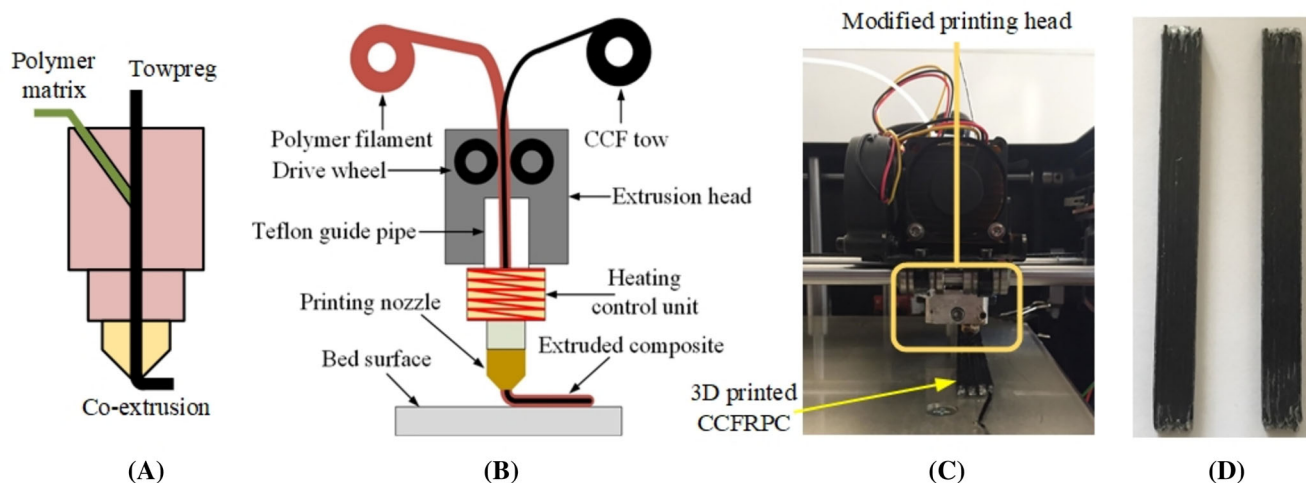 Polymer
matrix
Towpreg
Co-extrusion
(A)
Polymer filament
CCF tow
Drive wheel
Extrusion head
Teflon guide pipe
Heating
control unit
Printing nozzle
Bed surface
Extruded composite
(B)
Modified printing head
3D printed
CCFRPC
(C)
(D)